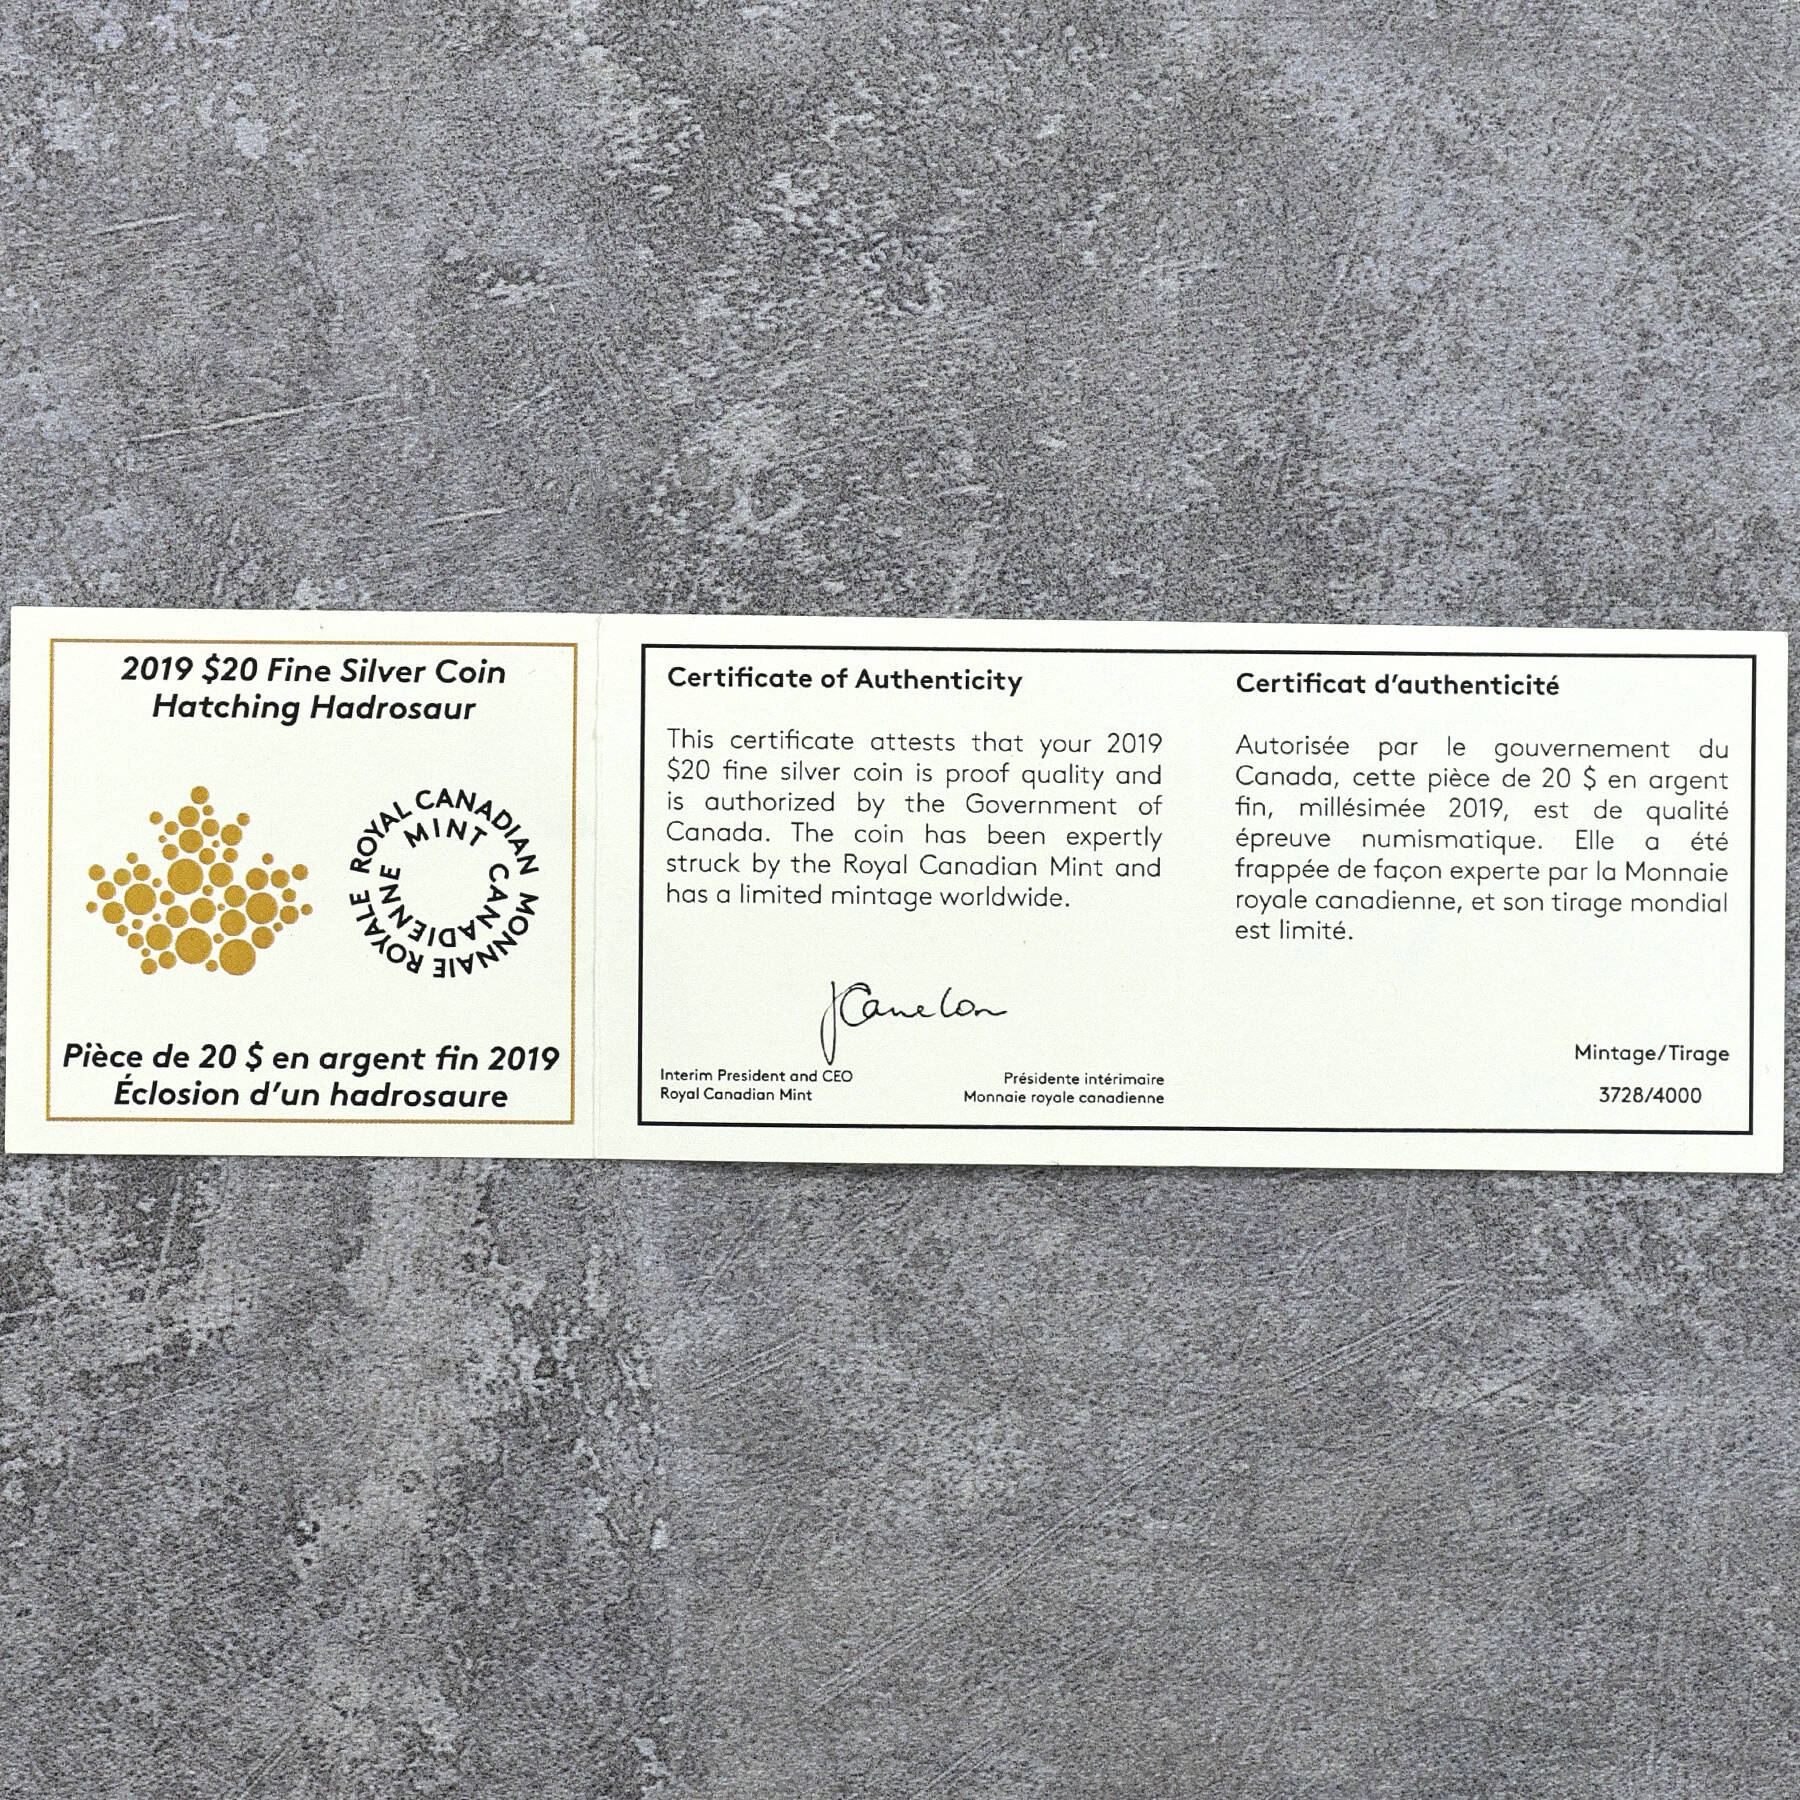 2019 $20 Fine Silver Coin
Hatching Hadrosaur
ROYAL CANADIAN MINT
MONNAIE ROYALE CANADIENNE
Pièce de 20 $ en argent fin 2019
Éclosion d'un hadrosaure
Certificate of Authenticity
This certificate attests that your 2019
$20 fine silver coin is proof quality and
is authorized by the Government of
Canada. The coin has been expertly
struck by the Royal Canadian Mint and
has a limited mintage worldwide.
JCamelon
Interim President and CEO
Royal Canadian Mint
Présidente intérimaire
Monnaie royale canadienne
Certificat d'authenticité
Autorisée par le gouvernement du
Canada, cette pièce de 20 $ en argent
fin, millésimée 2019, est de qualité
épreuve numismatique. Elle a été
frappée de façon experte par la Monnaie
royale canadienne, et son tirage mondial
est limité.
Mintage/Tirage
3728/4000